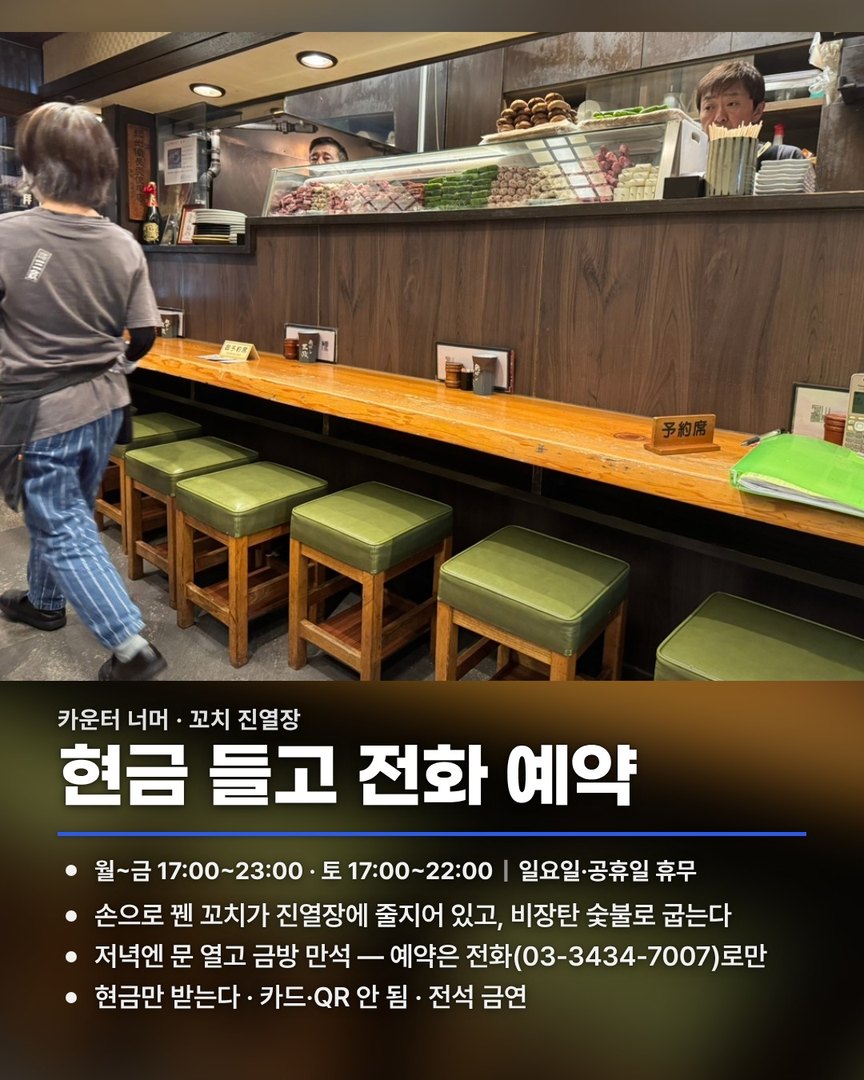 予約席
카운터 너머 · 꼬치 진열장
현금 들고 전화 예약
월~금 17:00~23:00 · 토 17:00~22:00 | 일요일·공휴일 휴무
손으로 꿴 꼬치가 진열장에 줄지어 있고, 비장탄 숯불로 굽는다
저녁엔 문 열고 금방 만석 — 예약은 전화(03-3434-7007)로만
현금만 받는다 · 카드·QR 안 됨 · 전석 금연